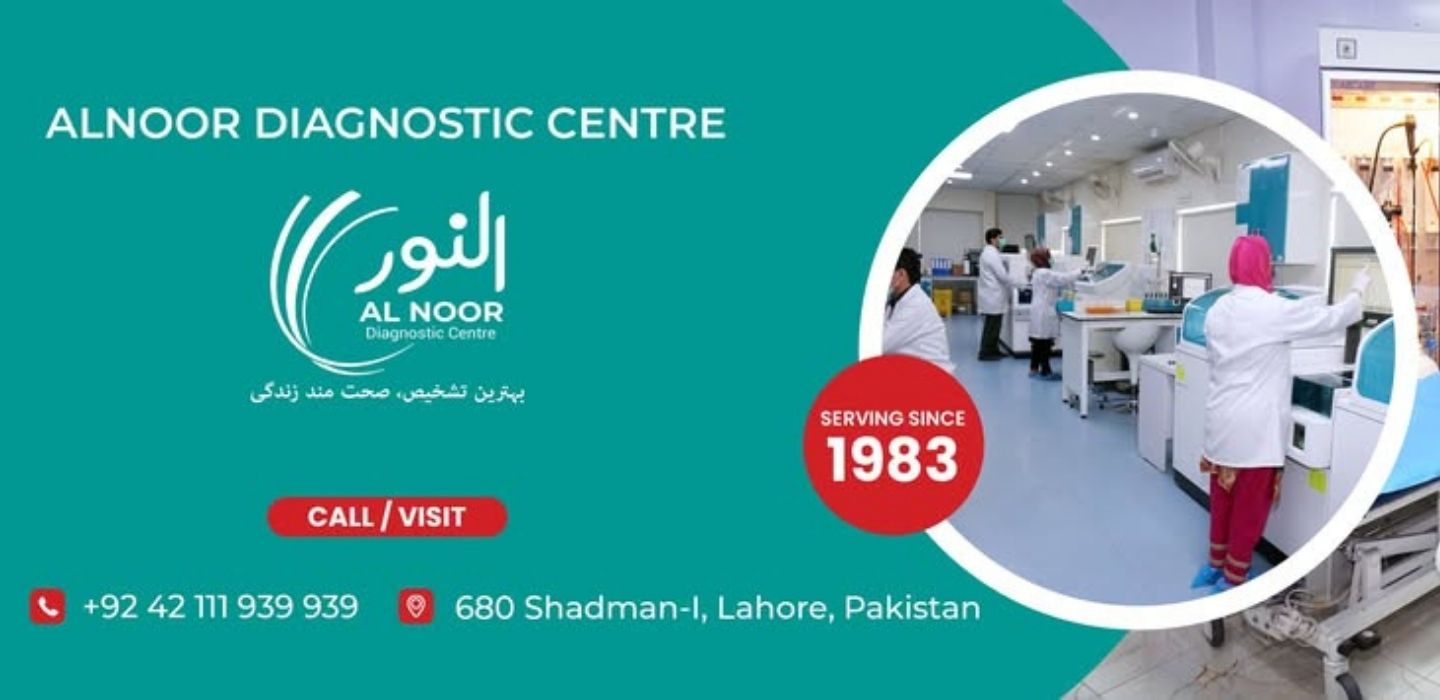 ALNOOR DIAGNOSTIC CENTRE
النور
AL NOOR
Diagnostic Centre
بہترین تشخیص، صحت مند زندگی
SERVING SINCE
1983
CALL / VISIT
+92 42 111 939 939
680 Shadman-I, Lahore, Pakistan